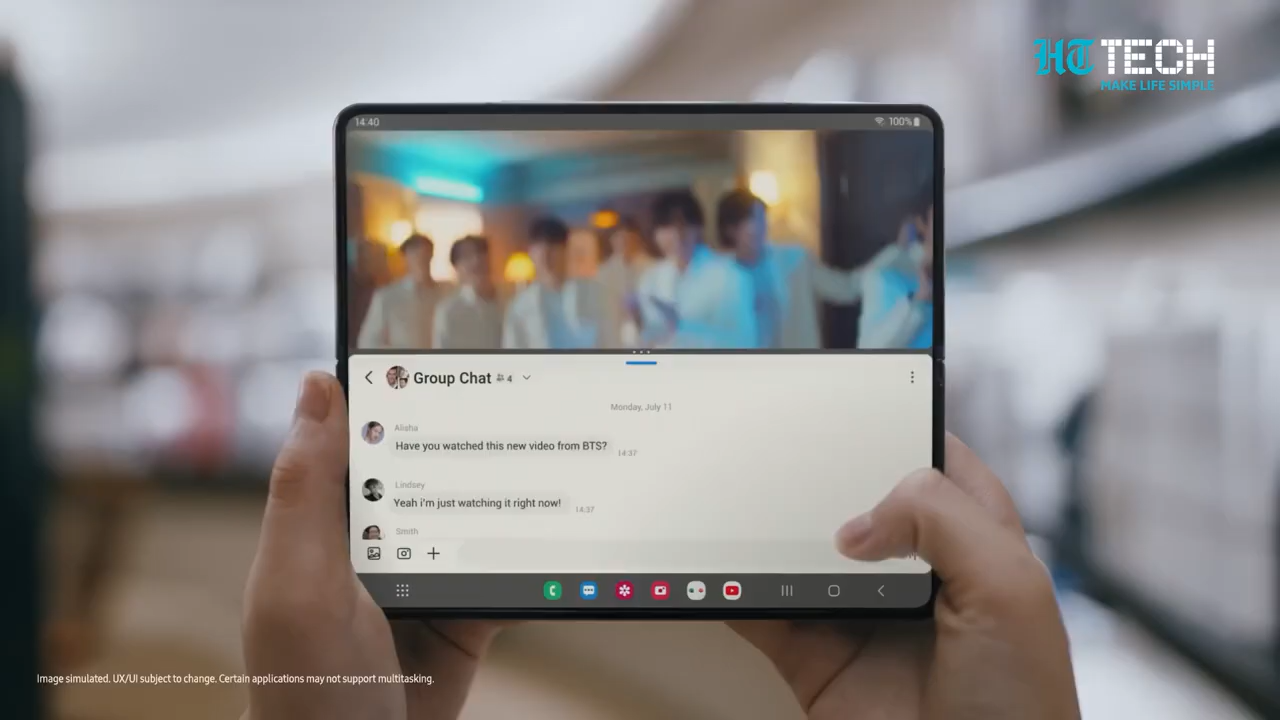 HT TECH
MAKE LIFE SIMPLE
14:40
100%
Group Chat 4
Monday, July 11
Alisha
Have you watched this new video from BTS?
14:37
Lindsey
Yeah i'm just watching it right now!
14:37
Smith
Image simulated. UX/UI subject to change. Certain applications may not support multitasking.